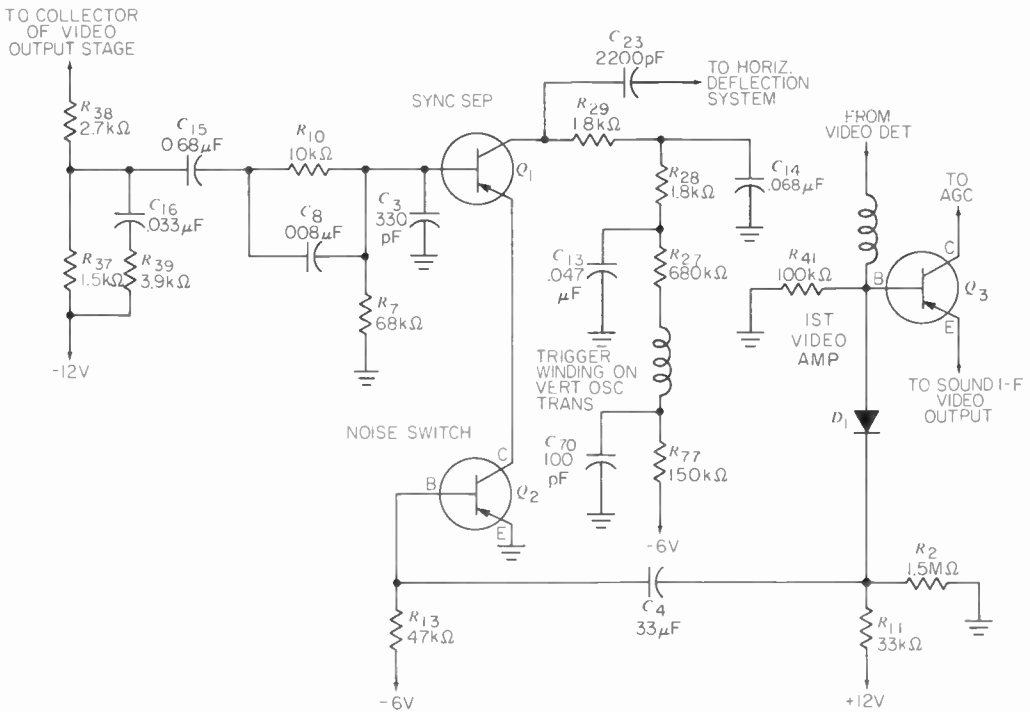 TO COLLECTOR
OF VIDEO
OUTPUT STAGE
R38
2.7kΩ
C15
068µF
R10
10kΩ
C16
.033µF
R37
1.5kΩ
R39
3.9kΩ
-12V
C8
008µF
C3
330
pF
R7
68kΩ
SYNC SEP
Q1
C23
2200pF
TO HORIZ.
DEFLECTION
SYSTEM
R29
1.8kΩ
R28
1.8kΩ
C14
.068µF
C13
.047
µF
R27
680kΩ
TRIGGER
WINDING ON
VERT OSC
TRANS
C70
100
pF
R77
150kΩ
-6V
FROM
VIDEO DET
TO
AGC
R41
100kΩ
B
C
Q3
E
1ST
VIDEO
AMP
TO SOUND I-F
VIDEO
OUTPUT
D1
NOISE SWITCH
B
C
Q2
E
R13
47kΩ
-6V
C4
33µF
R2
1.5MΩ
R11
33kΩ
+12V